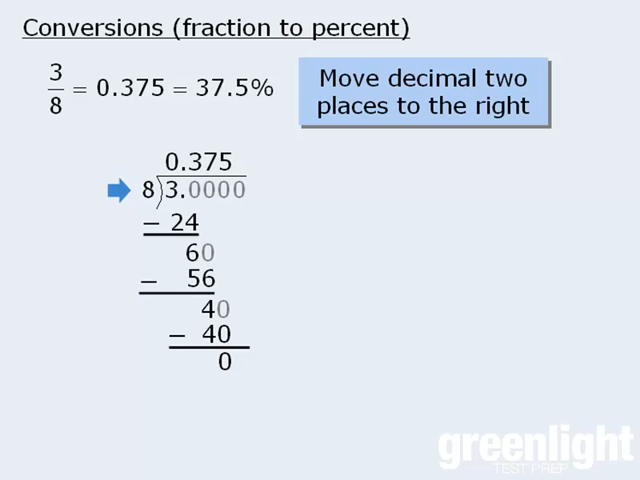 Conversions (fraction to percent)
3/8 = 0.375 = 37.5%
Move decimal two
places to the right
0.375
8)3.0000
– 24
60
– 56
40
– 40
0
greenlight
TEST PREP